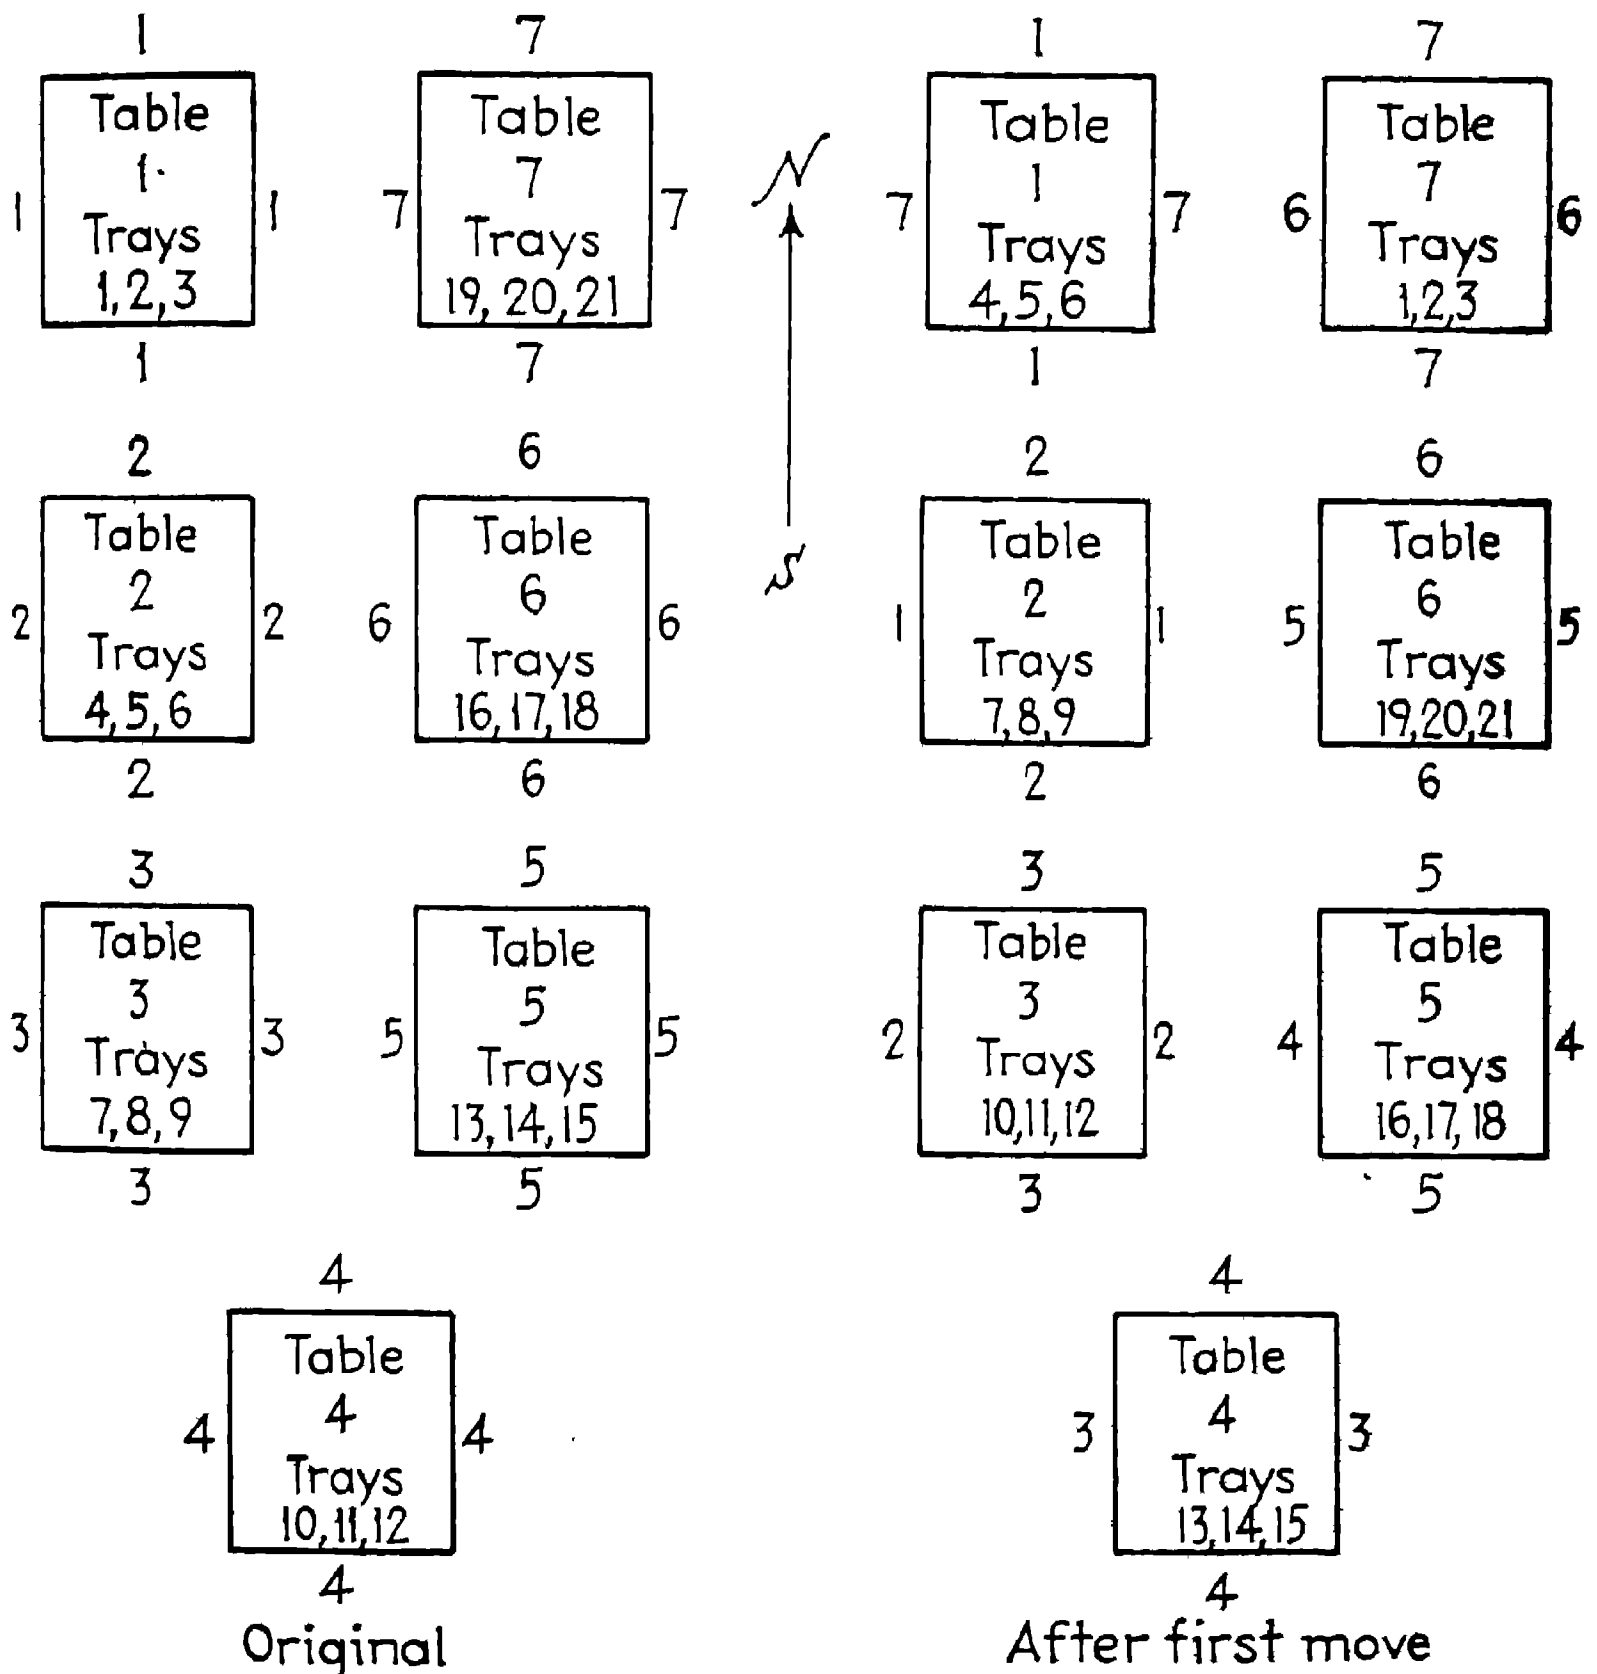 1
Table
1
Trays
1,2,3
1
1
1
7
Table
7
Trays
19, 20, 21
7
7
7
2
Table
2
Trays
4,5,6
2
2
2
6
Table
6
Trays
16,17,18
6
6
6
3
Table
3
Trays
7,8,9
3
3
3
5
Table
5
Trays
13,14,15
5
5
5
4
Table
4
Trays
10,11,12
4
4
4
Original
N
S
1
Table
1
Trays
4,5,6
7
7
1
7
Table
7
Trays
1,2,3
6
6
7
2
Table
2
Trays
7,8,9
1
1
2
6
Table
6
Trays
19,20,21
5
5
6
3
Table
3
Trays
10,11,12
2
2
3
5
Table
5
Trays
16,17,18
4
4
5
4
Table
4
Trays
13,14,15
3
3
4
After first move